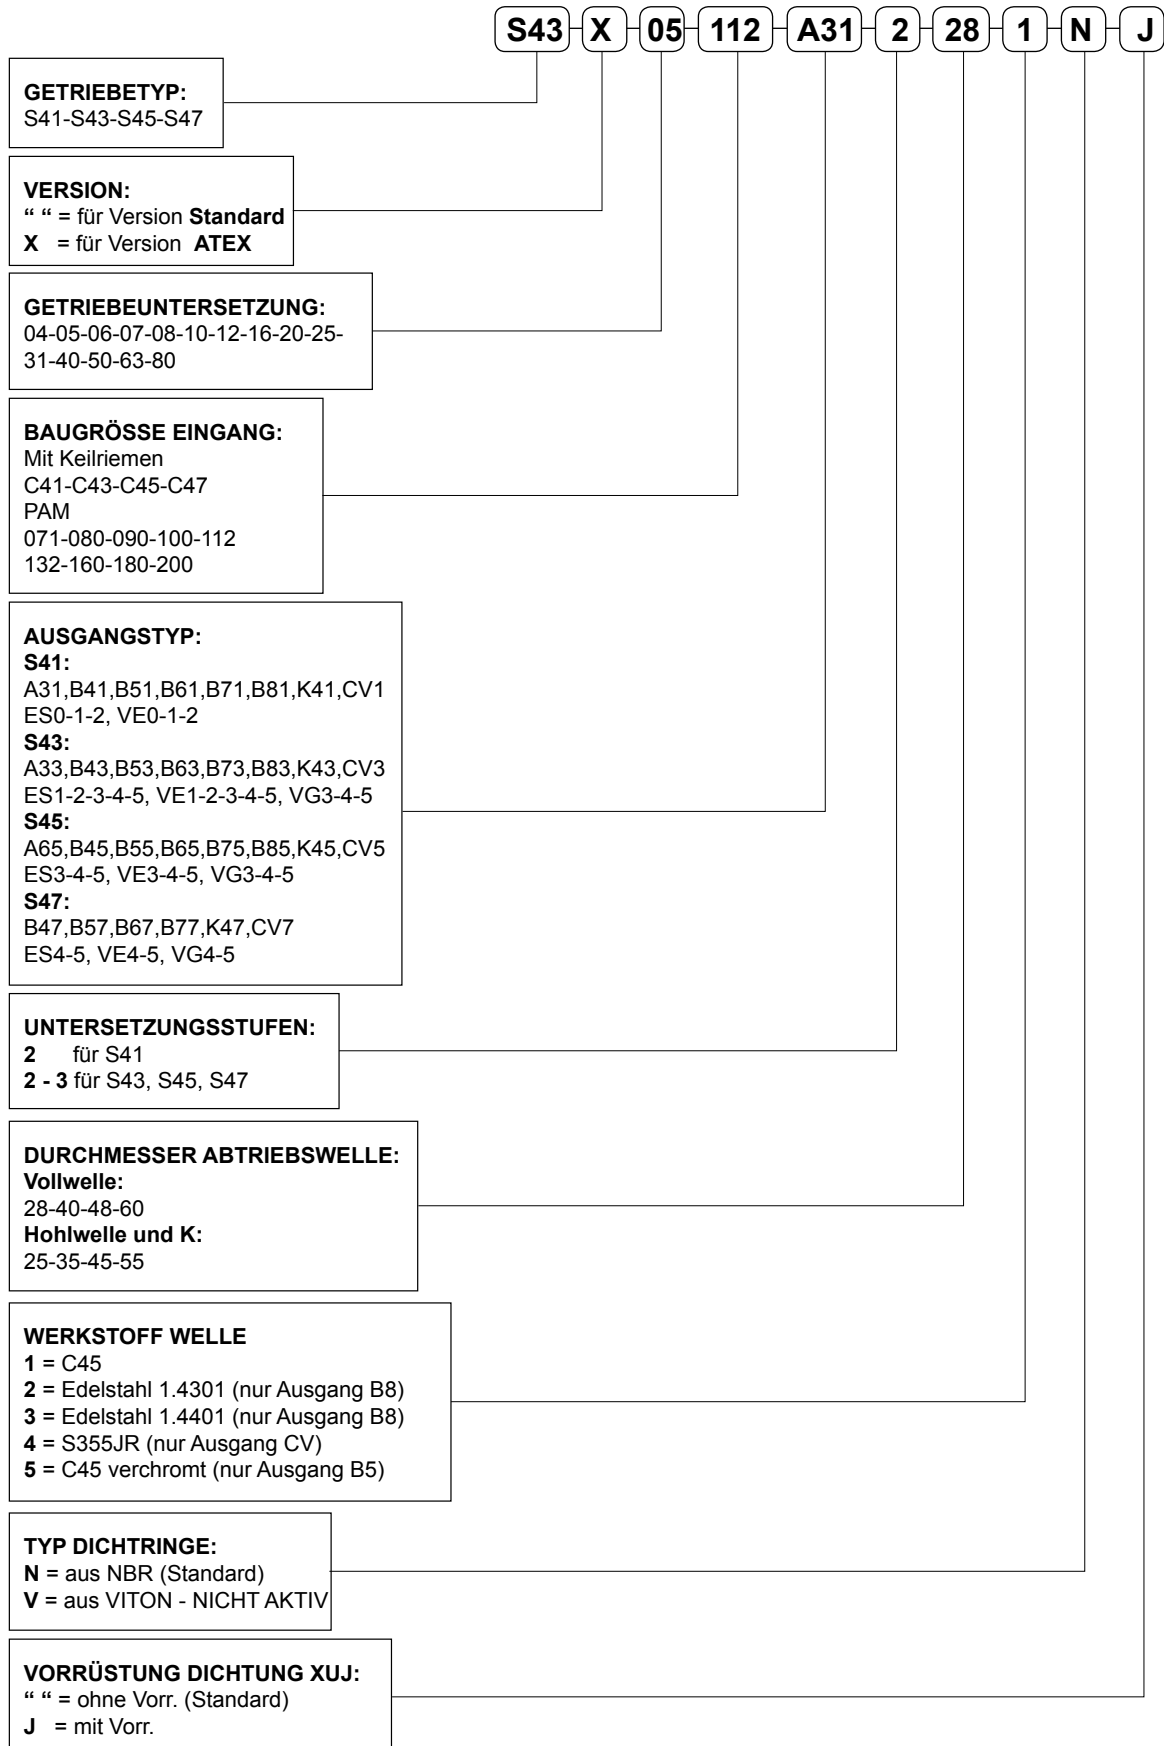 S43 X 05 112 A31 2 28 1 N J
GETRIEBETYP:
S41-S43-S45-S47
VERSION:
“ “ = für Version Standard
X = für Version ATEX
GETRIEBEUNTERSETZUNG:
04-05-06-07-08-10-12-16-20-25-
31-40-50-63-80
BAUGRÖSSE EINGANG:
Mit Keilriemen
C41-C43-C45-C47
PAM
071-080-090-100-112
132-160-180-200
AUSGANGSTYP:
S41:
A31,B41,B51,B61,B71,B81,K41,CV1
ES0-1-2, VE0-1-2
S43:
A33,B43,B53,B63,B73,B83,K43,CV3
ES1-2-3-4-5, VE1-2-3-4-5, VG3-4-5
S45:
A65,B45,B55,B65,B75,B85,K45,CV5
ES3-4-5, VE3-4-5, VG3-4-5
S47:
B47,B57,B67,B77,K47,CV7
ES4-5, VE4-5, VG4-5
UNTERSETZUNGSSTUFEN:
2 für S41
2 - 3 für S43, S45, S47
DURCHMESSER ABTRIEBSWELLE:
Vollwelle:
28-40-48-60
Hohlwelle und K:
25-35-45-55
WERKSTOFF WELLE
1 = C45
2 = Edelstahl 1.4301 (nur Ausgang B8)
3 = Edelstahl 1.4401 (nur Ausgang B8)
4 = S355JR (nur Ausgang CV)
5 = C45 verchromt (nur Ausgang B5)
TYP DICHTRINGE:
N = aus NBR (Standard)
V = aus VITON - NICHT AKTIV
VORRÜSTUNG DICHTUNG XUJ:
“ “ = ohne Vorr. (Standard)
J = mit Vorr.